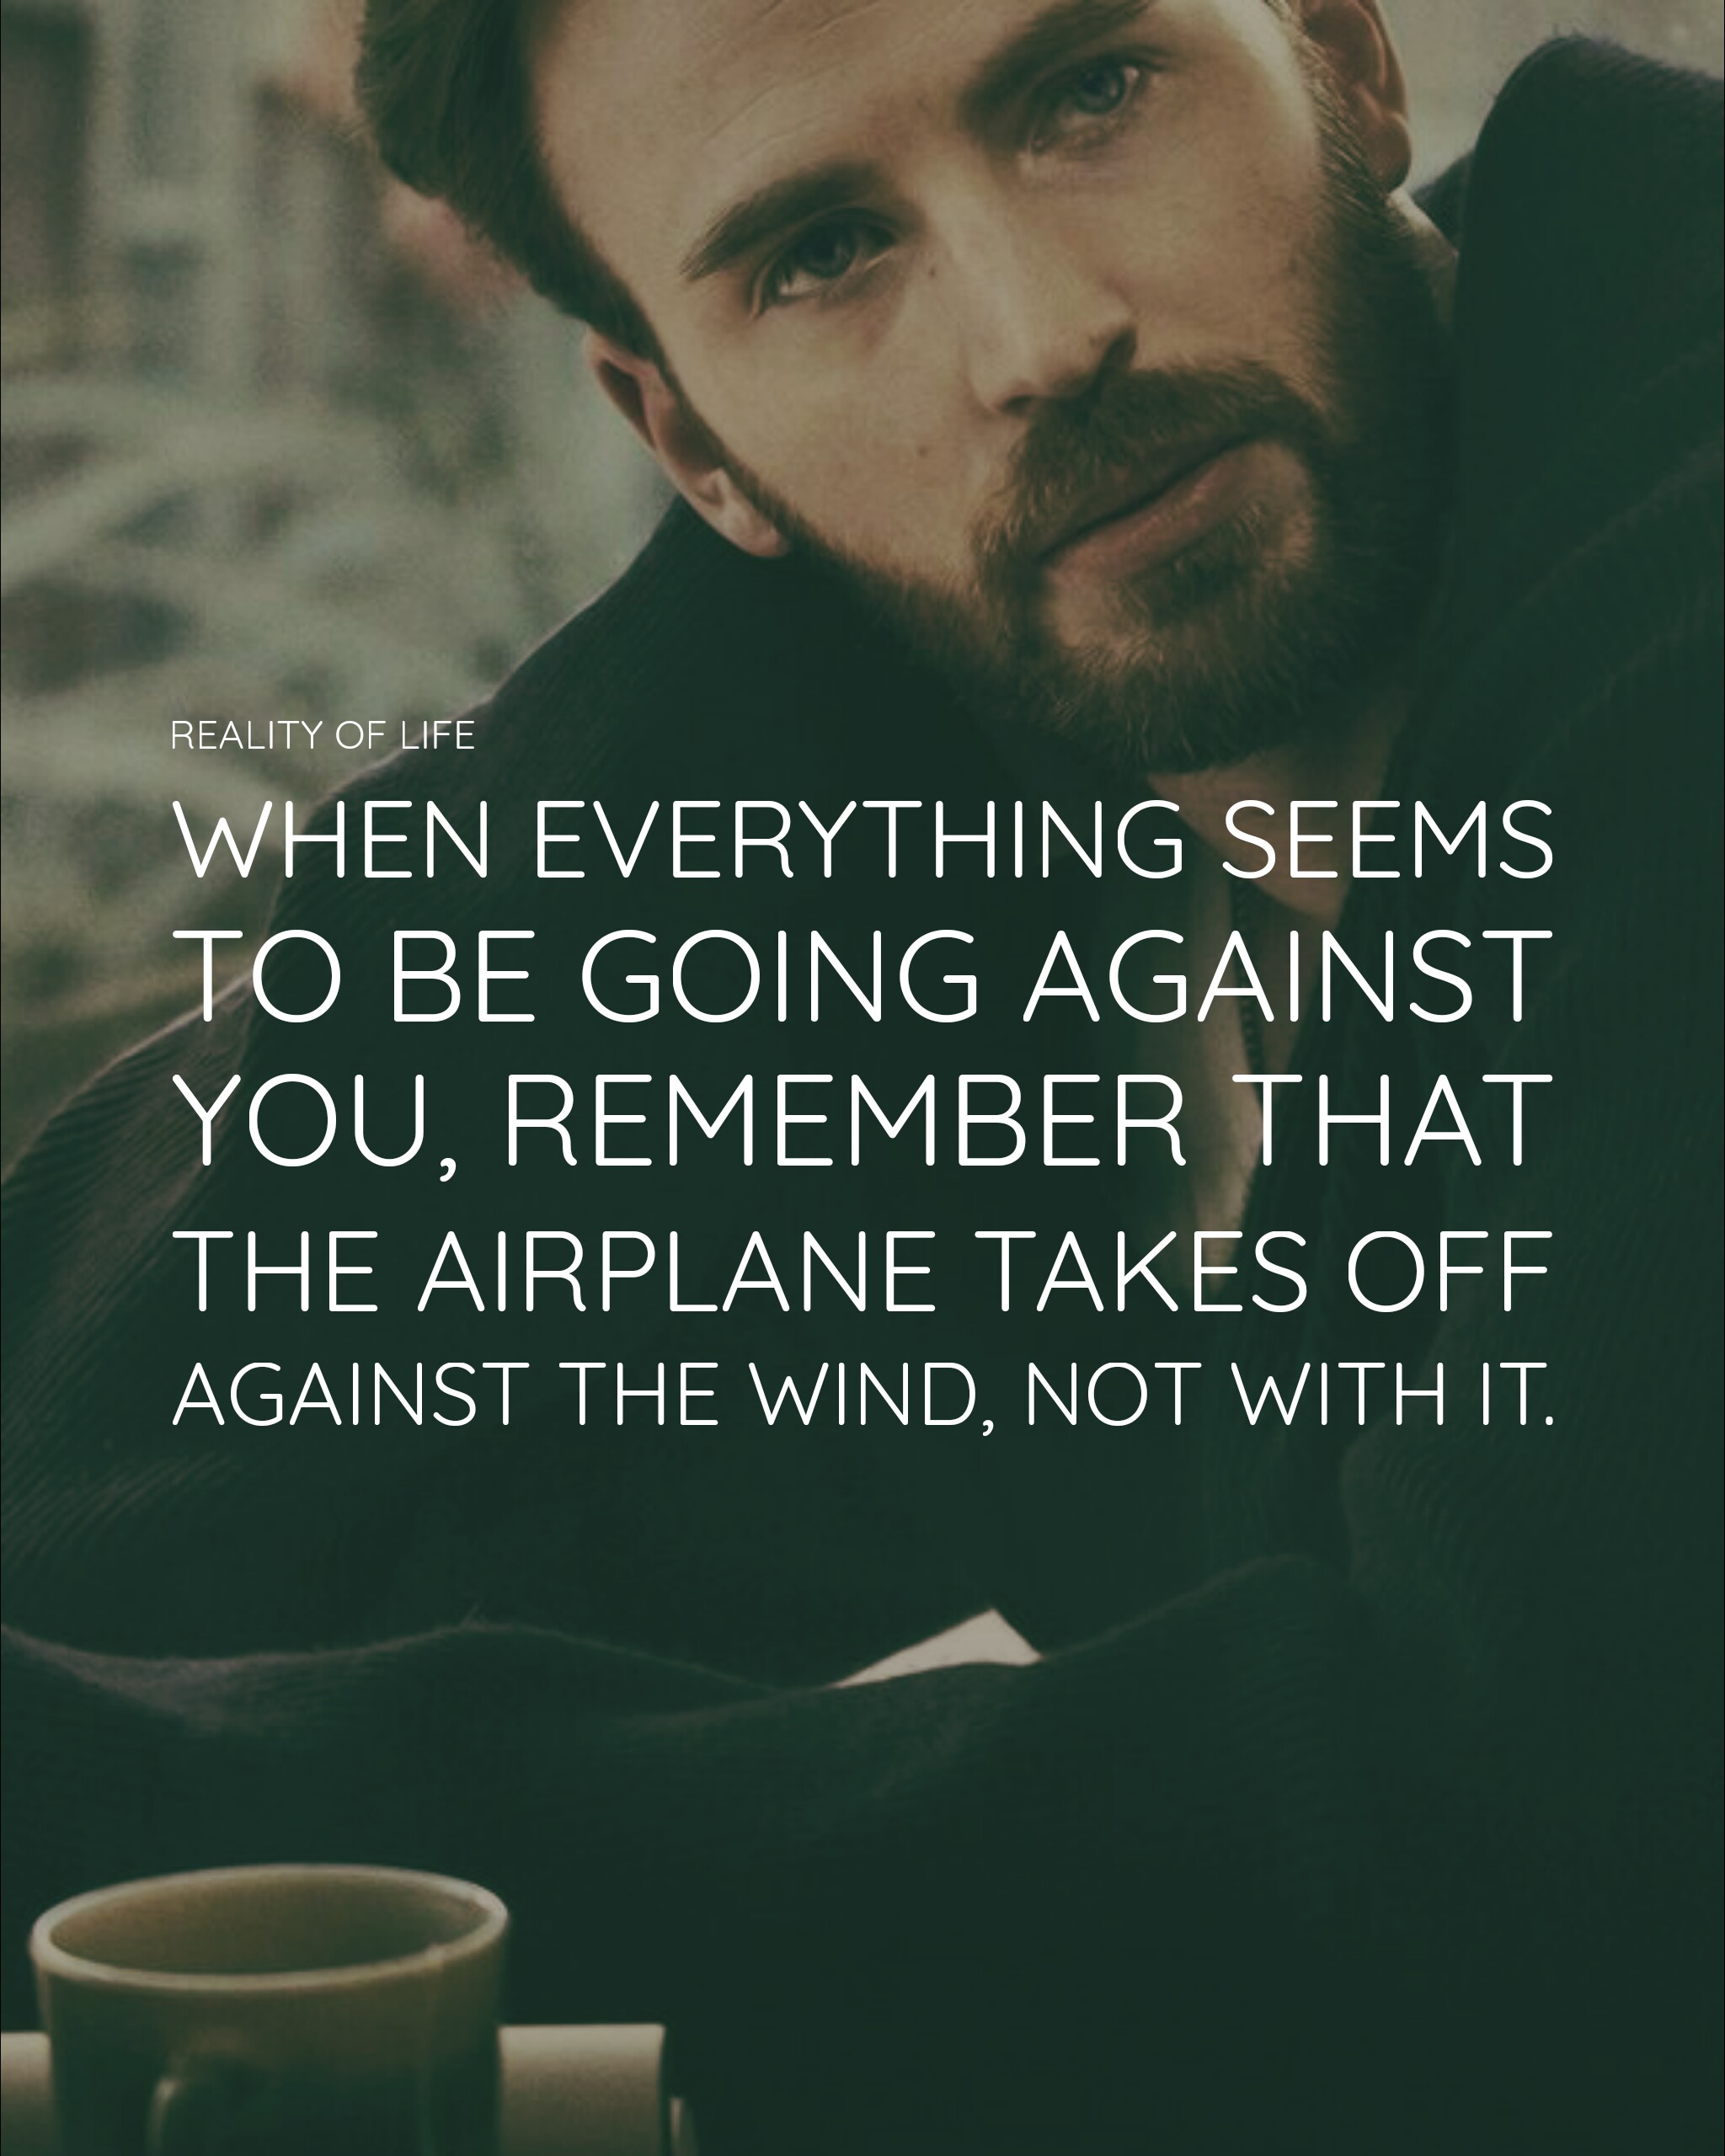 REALITY OF LIFE
WHEN EVERYTHING SEEMS
TO BE GOING AGAINST
YOU, REMEMBER THAT
THE AIRPLANE TAKES OFF
AGAINST THE WIND, NOT WITH IT.